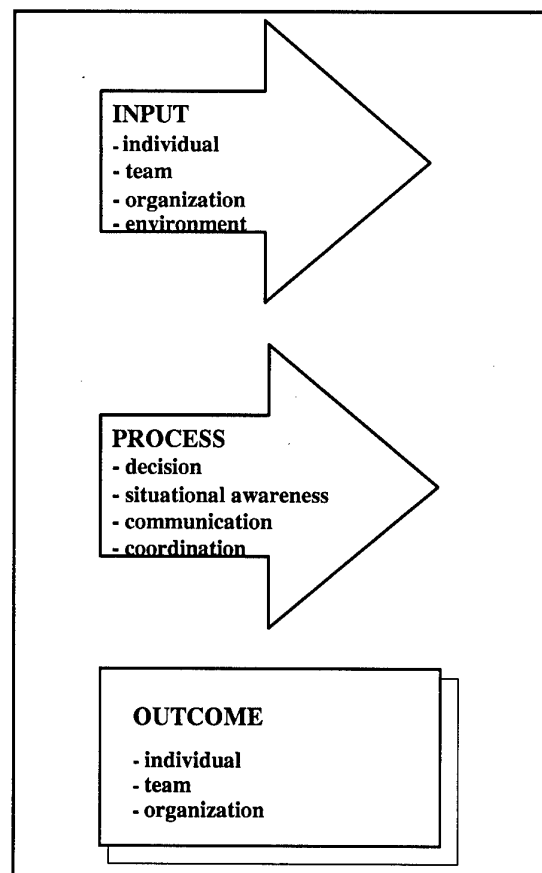 INPUT
- individual
- team
- organization
- environment
PROCESS
- decision
- situational awareness
- communication
- coordination
OUTCOME
- individual
- team
- organization